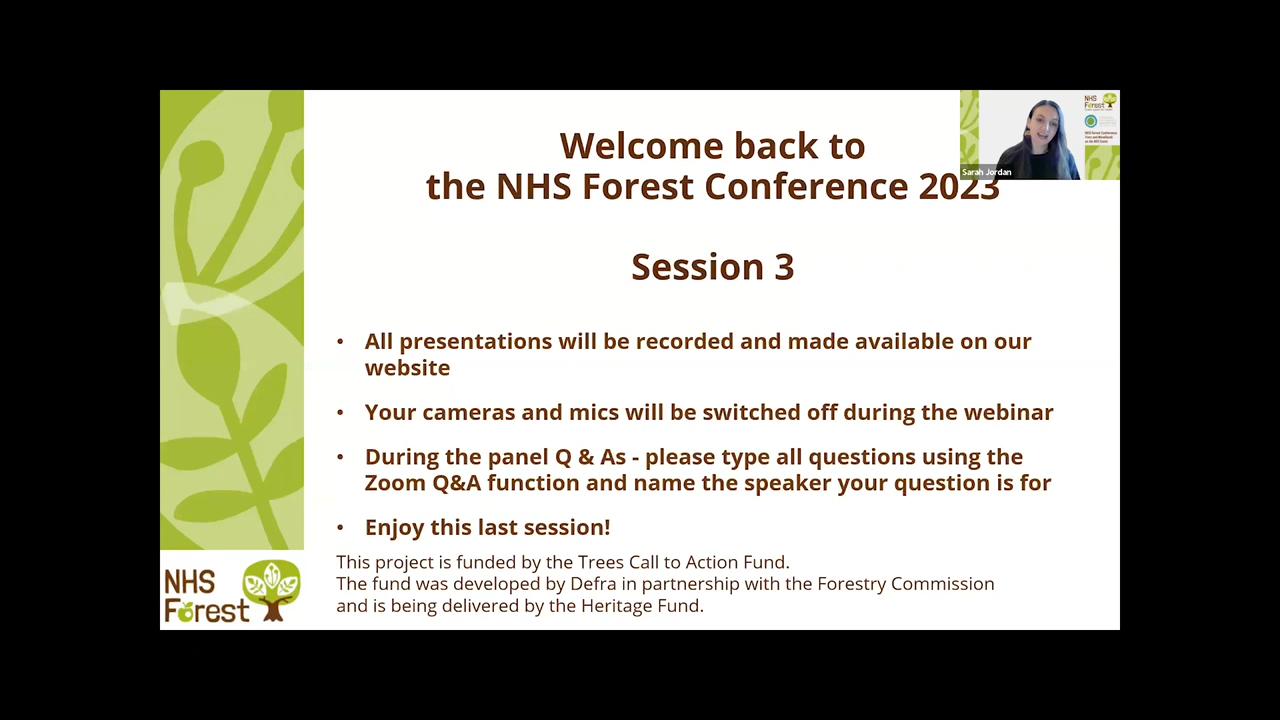 Welcome back to
the NHS Forest Conference 2023
Session 3
• All presentations will be recorded and made available on our
website
• Your cameras and mics will be switched off during the webinar
• During the panel Q & As - please type all questions using the
Zoom Q&A function and name the speaker your question is for
• Enjoy this last session!
This project is funded by the Trees Call to Action Fund.
The fund was developed by Defra in partnership with the Forestry Commission
and is being delivered by the Heritage Fund.
NHS
Forest
Sarah Jordan
NHS
Forest